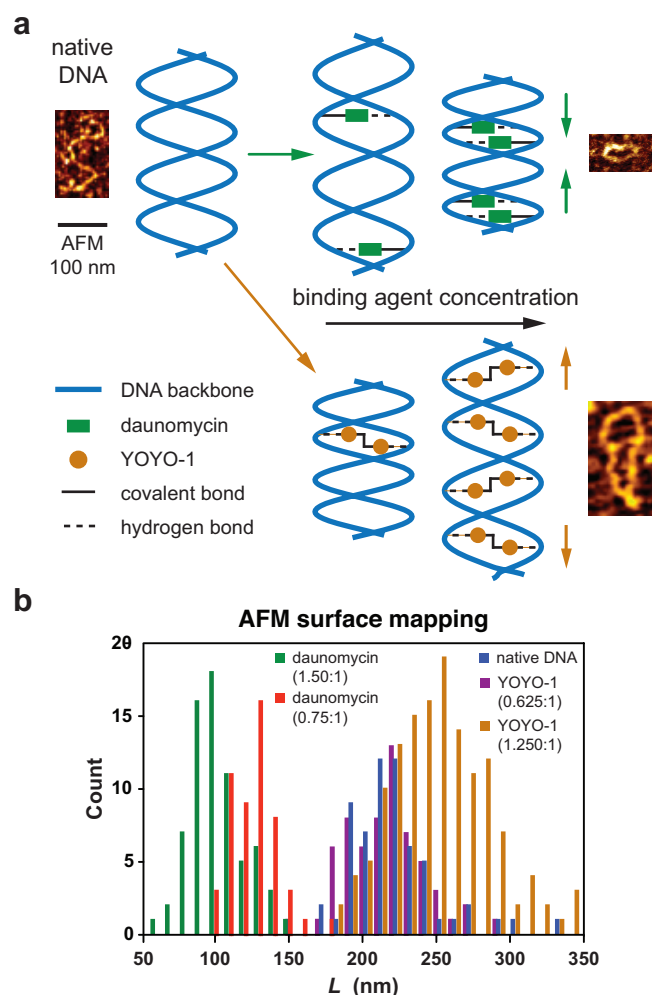 a
native
DNA
AFM
100 nm
binding agent concentration
DNA backbone
daunomycin
YOYO-1
covalent bond
hydrogen bond
b
AFM surface mapping
20
15
10
5
0
Count
daunomycin
(1.50:1)
daunomycin
(0.75:1)
native DNA
YOYO-1
(0.625:1)
YOYO-1
(1.250:1)
50 100 150 200 250 300 350
L (nm)